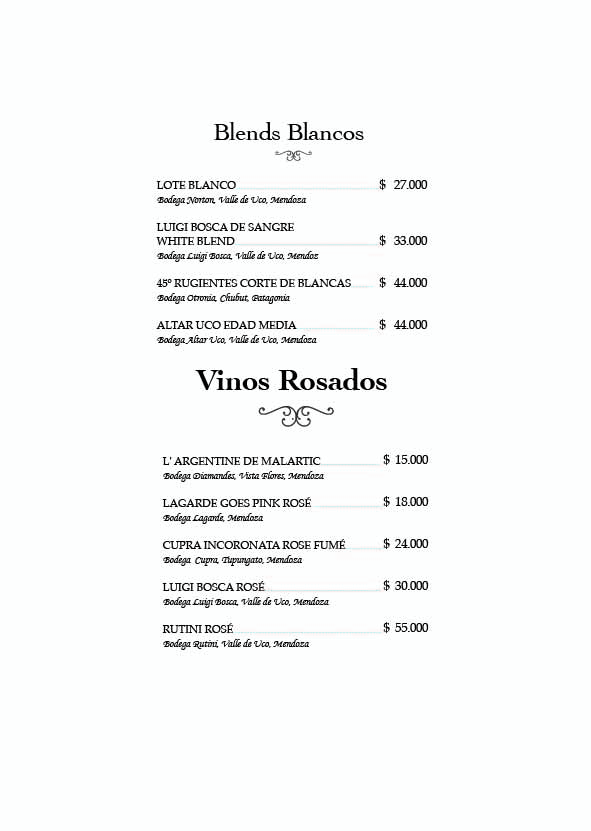 Blends Blancos
LOTE BLANCO $ 27.000
Bodega Norton, Valle de Uco, Mendoza
LUIGI BOSCA DE SANGRE
WHITE BLEND $ 33.000
Bodega Luigi Bosca, Valle de Uco, Mendoz
45º RUGIENTES CORTE DE BLANCAS $ 44.000
Bodega Otronia, Chubut, Patagonia
ALTAR UCO EDAD MEDIA $ 44.000
Bodega Altar Uco, Valle de Uco, Mendoza
Vinos Rosados
L' ARGENTINE DE MALARTIC $ 15.000
Bodega Diamandes, Vista Flores, Mendoza
LAGARDE GOES PINK ROSÉ $ 18.000
Bodega Lagarde, Mendoza
CUPRA INCORONATA ROSE FUMÉ $ 24.000
Bodega Cupra, Tupungato, Mendoza
LUIGI BOSCA ROSÉ $ 30.000
Bodega Luigi Bosca, Valle de Uco, Mendoza
RUTINI ROSÉ $ 55.000
Bodega Rutini, Valle de Uco, Mendoza